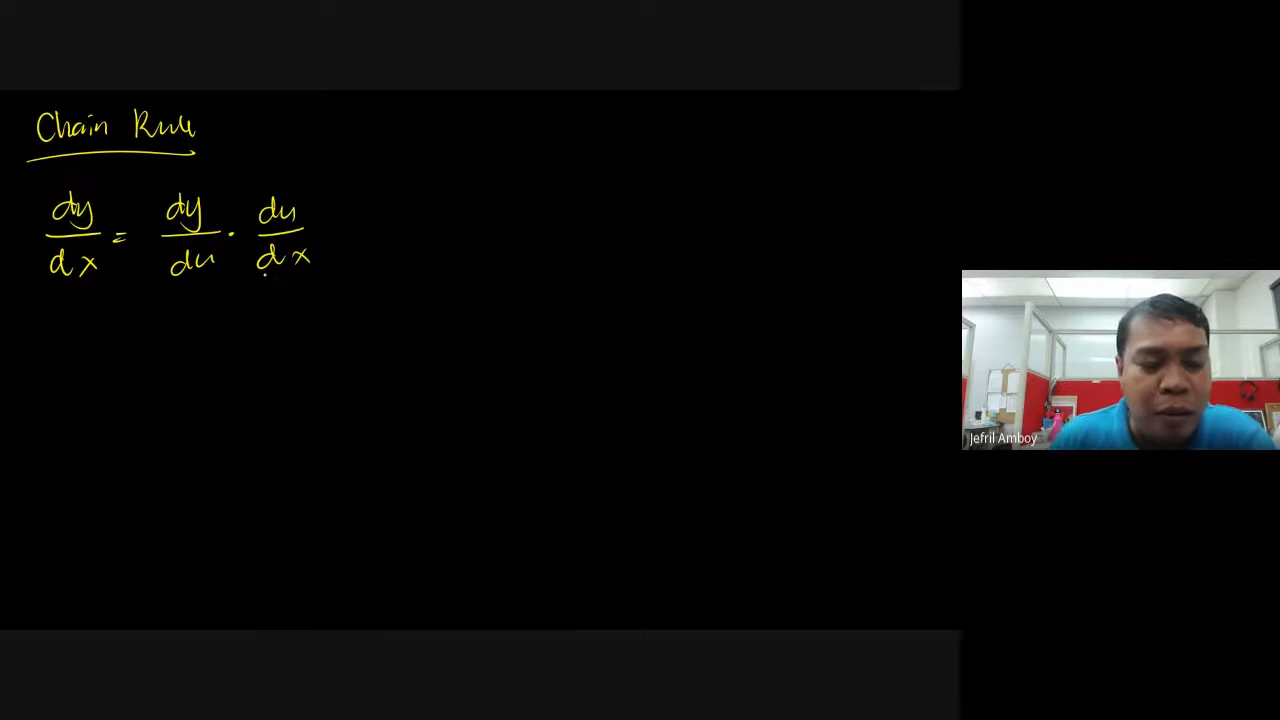 Chain Rule
dy/dx = dy/du · du/dx
Jefril Amboy